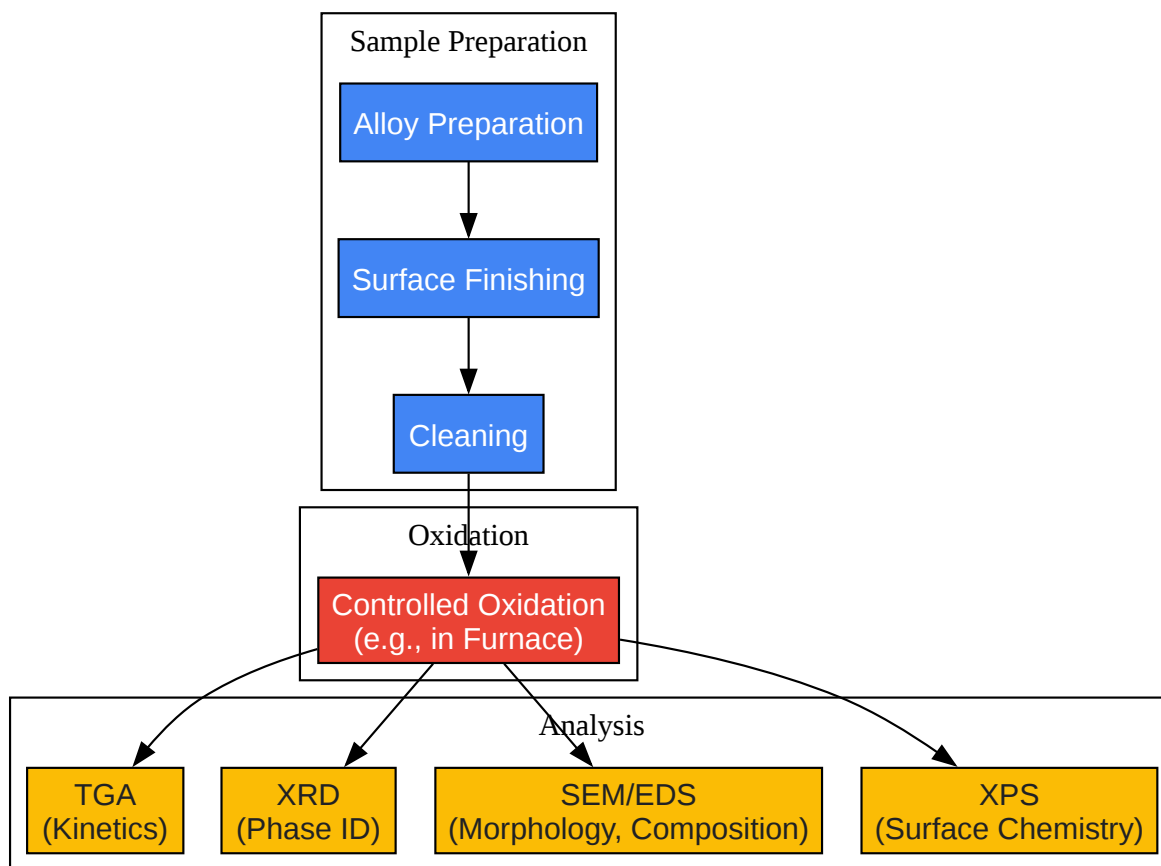 Sample Preparation
Alloy Preparation
Surface Finishing
Cleaning
Oxidation
Controlled Oxidation
(e.g., in Furnace)
Analysis
TGA
(Kinetics)
XRD
(Phase ID)
SEM/EDS
(Morphology, Composition)
XPS
(Surface Chemistry)